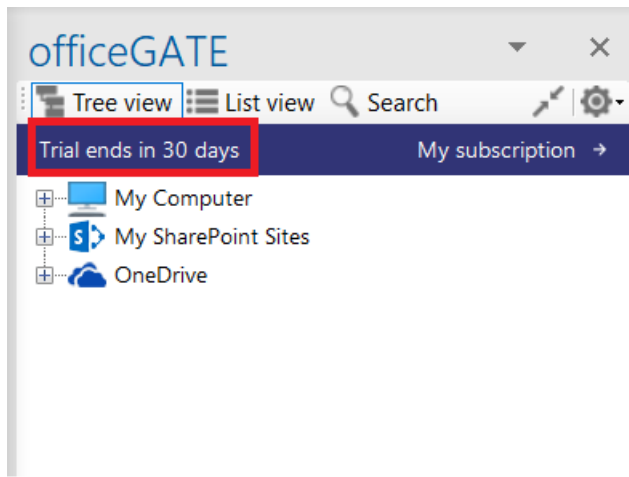 officeGATE
Tree view List view Search
Trial ends in 30 days My subscription →
My Computer
My SharePoint Sites
OneDrive